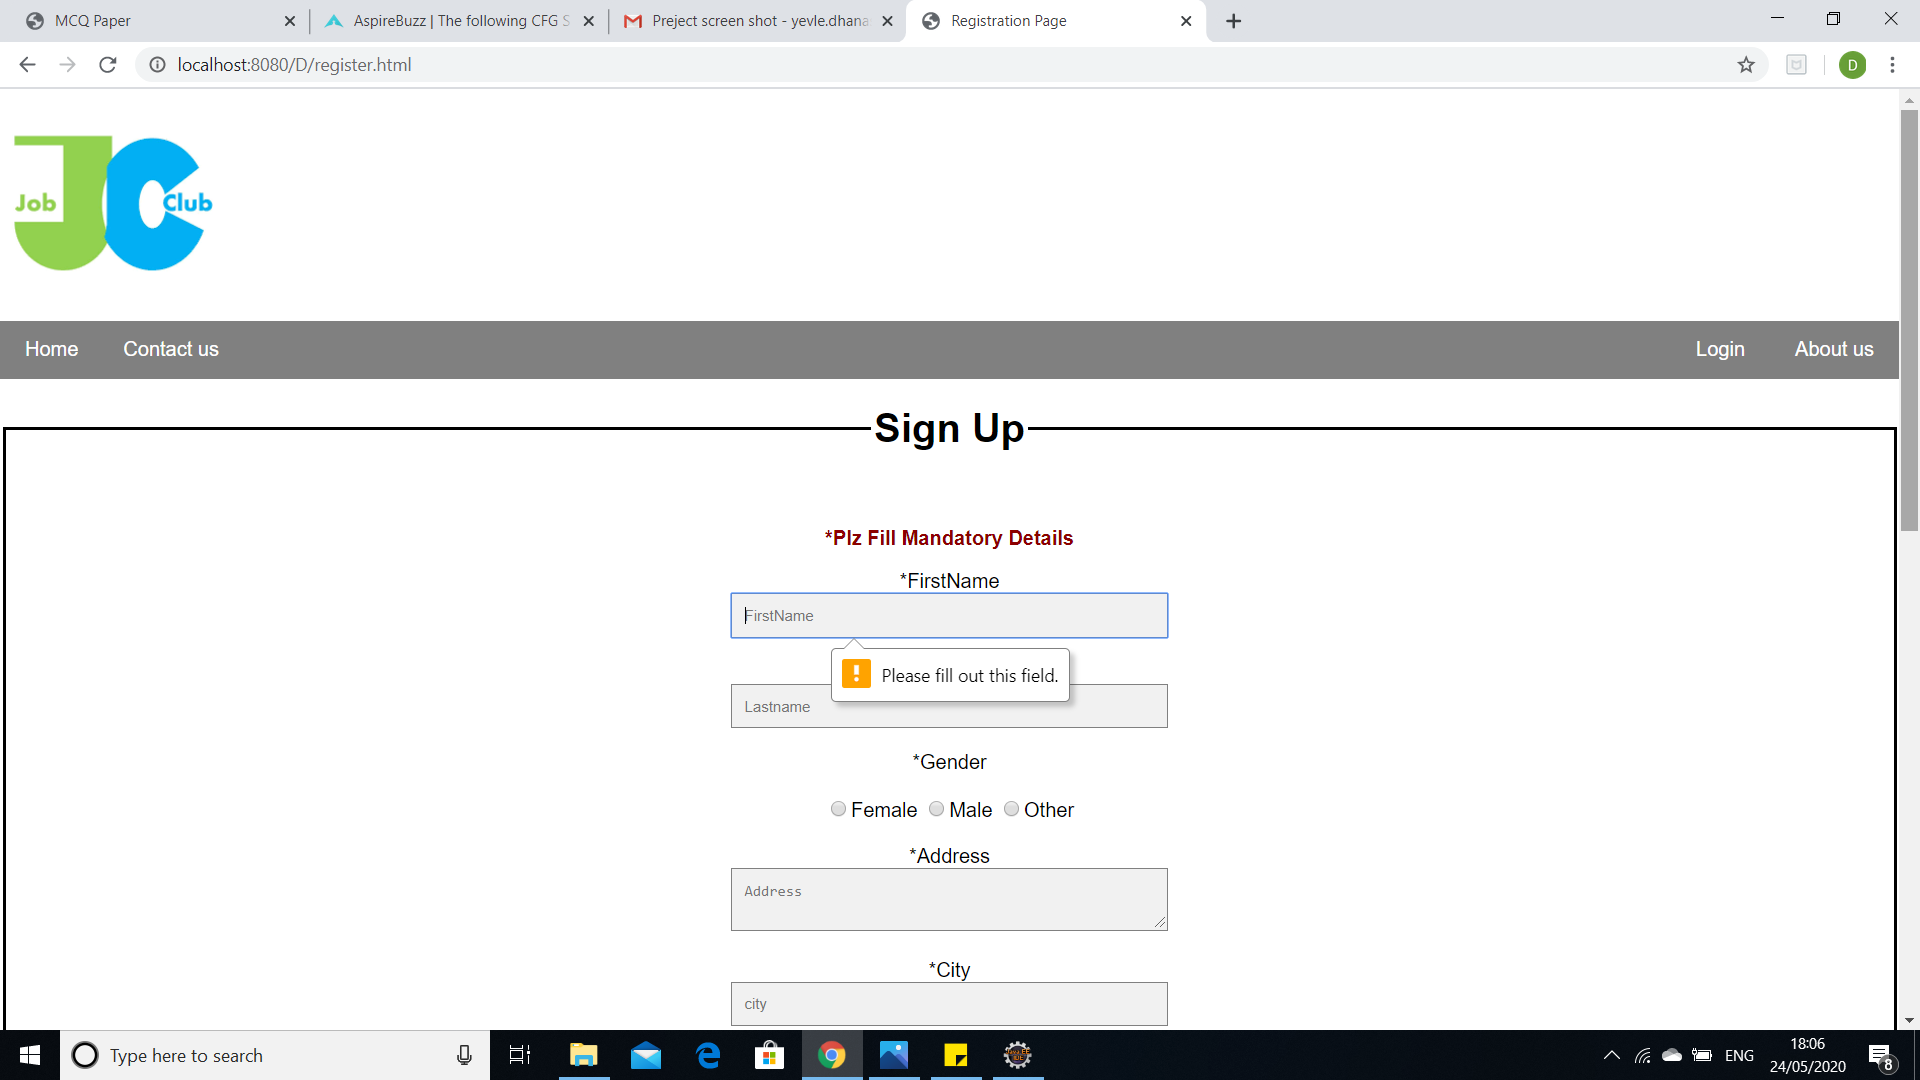 MCQ Paper
AspireBuzz | The following CFG S
Preject screen shot - yevle.dhana
Registration Page
localhost:8080/D/register.html
D
Job
Club
Home
Contact us
Login
About us
Sign Up
*Plz Fill Mandatory Details
*FirstName
FirstName
Please fill out this field.
Lastname
*Gender
Female Male Other
*Address
Address
*City
city
Type here to search
ENG
18:06
24/05/2020
8